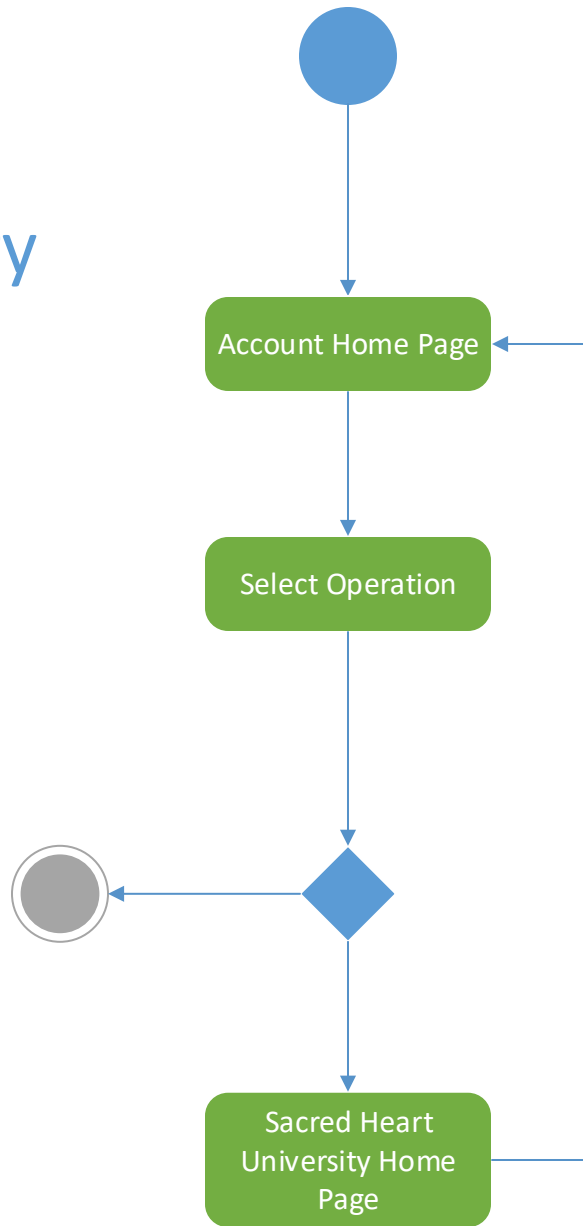 y
Account Home Page
Select Operation
Sacred Heart
University Home
Page